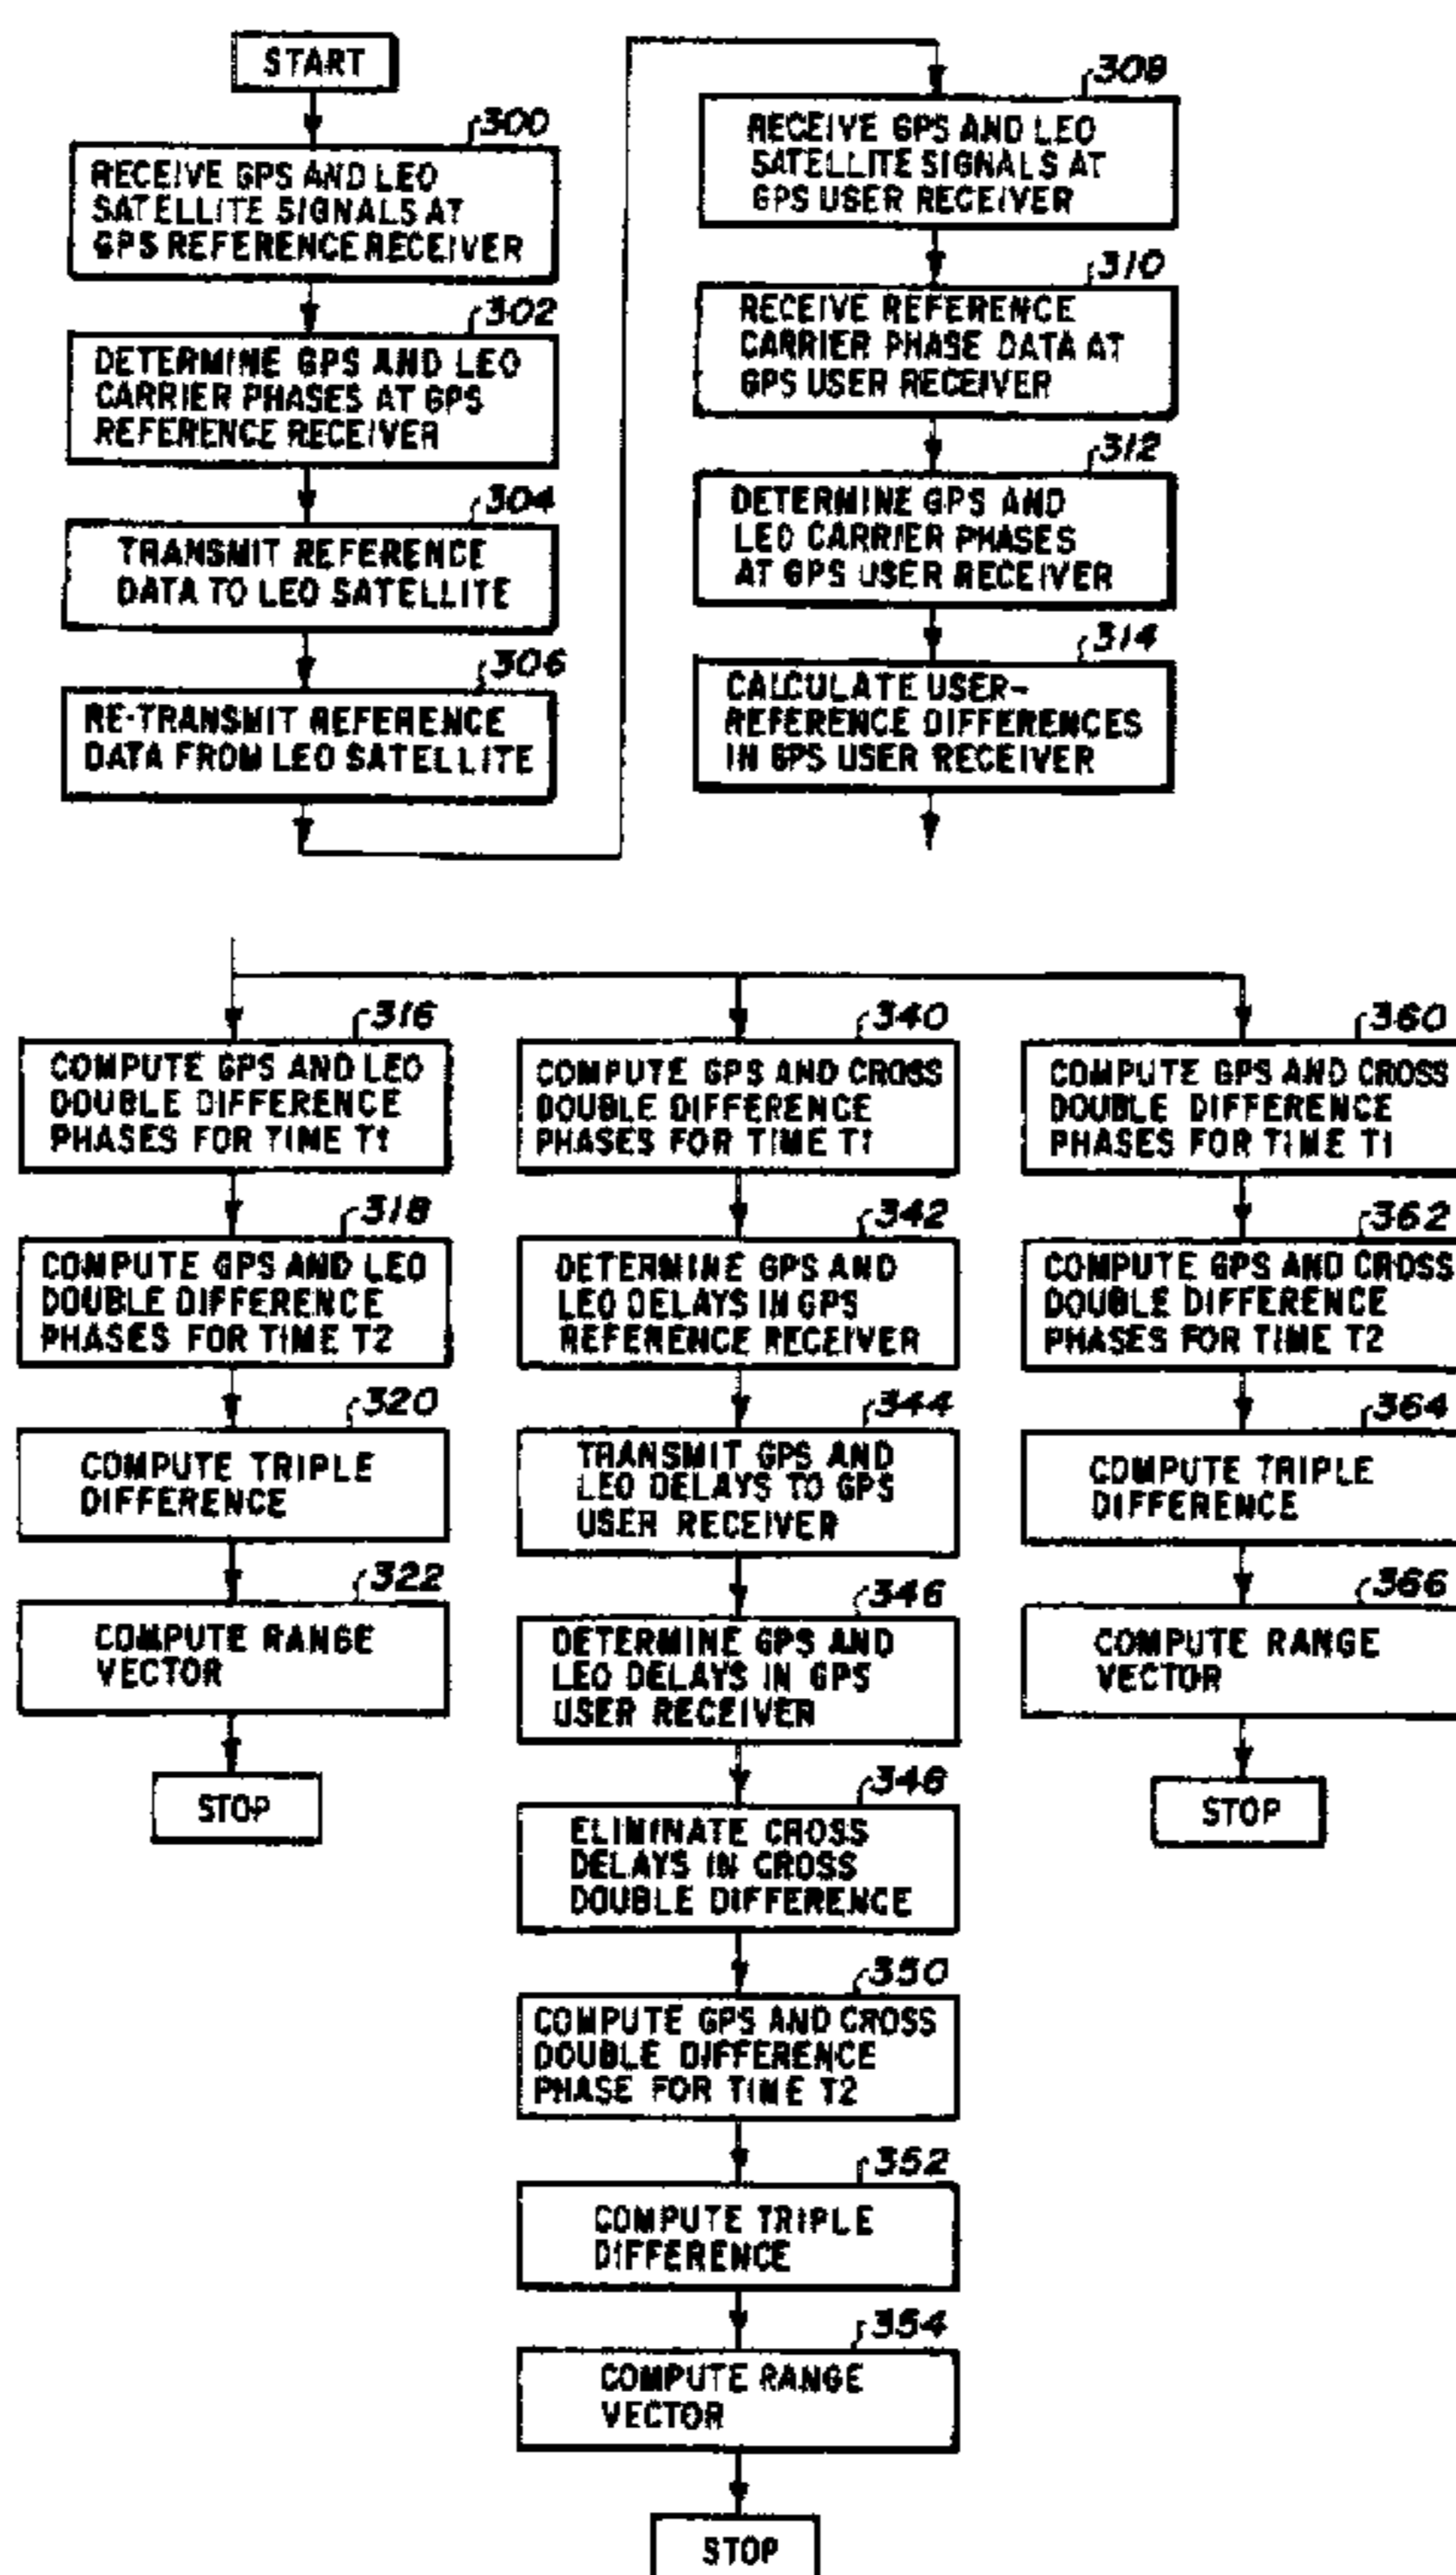 START
300
RECEIVE GPS AND LEO
SATELLITE SIGNALS AT
GPS REFERENCE RECEIVER
302
DETERMINE GPS AND LEO
CARRIER PHASES AT GPS
REFERENCE RECEIVER
304
TRANSMIT REFERENCE
DATA TO LEO SATELLITE
306
RE-TRANSMIT REFERENCE
DATA FROM LEO SATELLITE
308
RECEIVE GPS AND LEO
SATELLITE SIGNALS AT
GPS USER RECEIVER
310
RECEIVE REFERENCE
CARRIER PHASE DATA AT
GPS USER RECEIVER
312
DETERMINE GPS AND
LEO CARRIER PHASES
AT GPS USER RECEIVER
314
CALCULATE USER-
REFERENCE DIFFERENCES
IN GPS USER RECEIVER
316
COMPUTE GPS AND LEO
DOUBLE DIFFERENCE
PHASES FOR TIME T1
318
COMPUTE GPS AND LEO
DOUBLE DIFFERENCE
PHASES FOR TIME T2
320
COMPUTE TRIPLE
DIFFERENCE
322
COMPUTE RANGE
VECTOR
STOP
340
COMPUTE GPS AND CROSS
DOUBLE DIFFERENCE
PHASES FOR TIME T1
342
DETERMINE GPS AND
LEO DELAYS IN GPS
REFERENCE RECEIVER
344
TRANSMIT GPS AND
LEO DELAYS TO GPS
USER RECEIVER
346
DETERMINE GPS AND
LEO DELAYS IN GPS
USER RECEIVER
348
ELIMINATE CROSS
DELAYS IN CROSS
DOUBLE DIFFERENCE
350
COMPUTE GPS AND CROSS
DOUBLE DIFFERENCE
PHASE FOR TIME T2
352
COMPUTE TRIPLE
DIFFERENCE
354
COMPUTE RANGE
VECTOR
STOP
360
COMPUTE GPS AND CROSS
DOUBLE DIFFERENCE
PHASES FOR TIME T1
362
COMPUTE GPS AND CROSS
DOUBLE DIFFERENCE
PHASES FOR TIME T2
364
COMPUTE TRIPLE
DIFFERENCE
366
COMPUTE RANGE
VECTOR
STOP